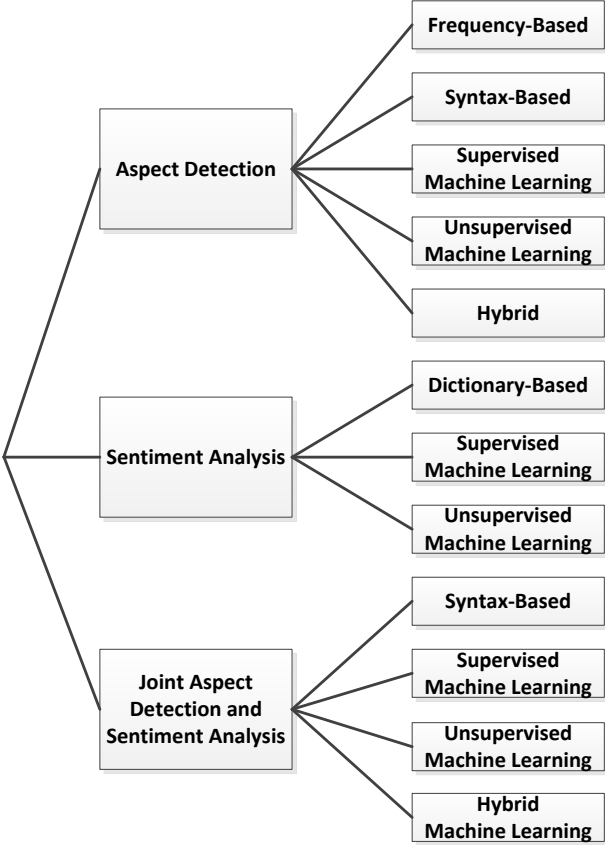 Aspect Detection
Frequency-Based
Syntax-Based
Supervised
Machine Learning
Unsupervised
Machine Learning
Hybrid
Sentiment Analysis
Dictionary-Based
Supervised
Machine Learning
Unsupervised
Machine Learning
Joint Aspect
Detection and
Sentiment Analysis
Syntax-Based
Supervised
Machine Learning
Unsupervised
Machine Learning
Hybrid
Machine Learning